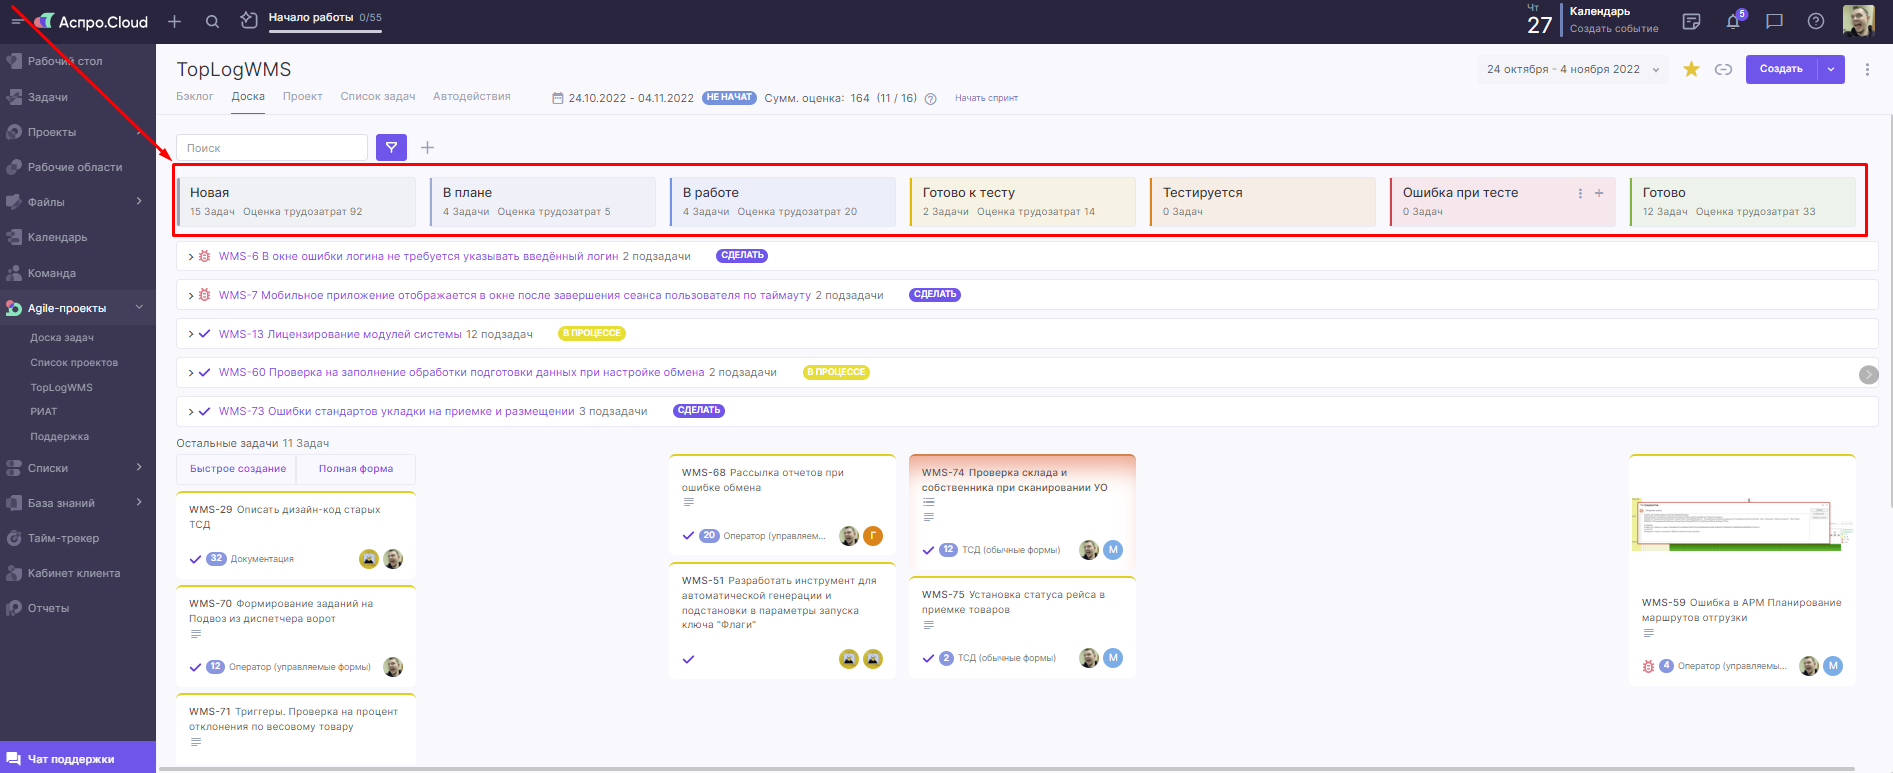 Аспро.Cloud
Начало работы 0/55
Чт
27
Календарь
Создать событие
5
Рабочий стол
Задачи
Проекты
Рабочие области
Файлы
Календарь
Команда
Agile-проекты
Доска задач
Список проектов
TopLogWMS
РИАТ
Поддержка
Списки
База знаний
Тайм-трекер
Кабинет клиента
Отчеты
Чат поддержки
TopLogWMS
24 октября - 4 ноября 2022
Создать
Бэклог Доска Проект Список задач Автодействия
24.10.2022 - 04.11.2022 НЕ НАЧАТ Сумм. оценка: 164 (11 / 16) Начать спринт
Поиск
Новая
15 Задач Оценка трудозатрат 92
В плане
4 Задачи Оценка трудозатрат 5
В работе
4 Задачи Оценка трудозатрат 20
Готово к тесту
2 Задачи Оценка трудозатрат 14
Тестируется
0 Задач
Ошибка при тесте
0 Задач
Готово
12 Задач Оценка трудозатрат 33
WMS-6 В окне ошибки логина не требуется указывать введённый логин 2 подзадачи СДЕЛАТЬ
WMS-7 Мобильное приложение отображается в окне после завершения сеанса пользователя по таймауту 2 подзадачи СДЕЛАТЬ
WMS-13 Лицензирование модулей системы 12 подзадач В ПРОЦЕССЕ
WMS-60 Проверка на заполнение обработки подготовки данных при настройке обмена 2 подзадачи В ПРОЦЕССЕ
WMS-73 Ошибки стандартов укладки на приемке и размещении 3 подзадачи СДЕЛАТЬ
Остальные задачи 11 Задач
Быстрое создание Полная форма
WMS-29 Описать дизайн-код старых
ТСД
32 Документация
WMS-70 Формирование заданий на
Подвоз из диспетчера ворот
12 Оператор (управляемые формы)
WMS-71 Триггеры. Проверка на процент
отклонения по весовому товару
WMS-68 Рассылка отчетов при
ошибке обмена
20 Оператор (управляем... Г
WMS-51 Разработать инструмент для
автоматической генерации и
подстановки в параметры запуска
ключа "Флаги"
WMS-74 Проверка склада и
собственника при сканировании УО
12 ТСД (обычные формы) М
WMS-75 Установка статуса рейса в
приемке товаров
2 ТСД (обычные формы) М
WMS-59 Ошибка в АРМ Планирование
маршрутов отгрузки
4 Оператор (управляемы... М